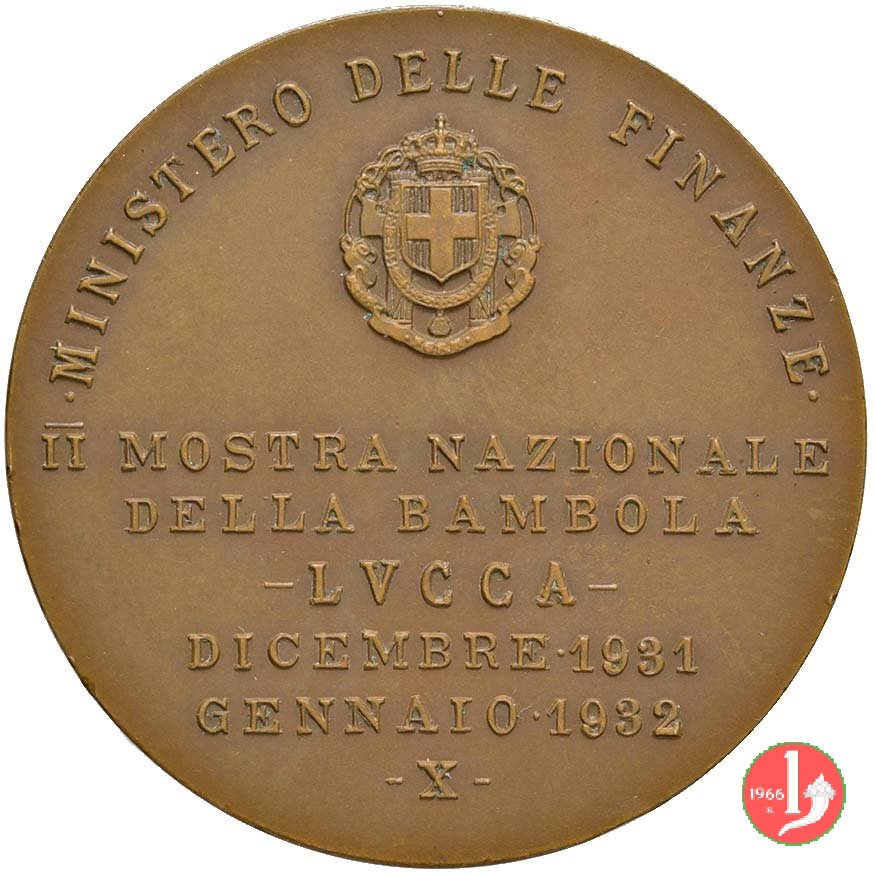 ·MINISTERO DELLE FINANZE·
II MOSTRA NAZIONALE
DELLA BAMBOLA
-LVCCA-
DICEMBRE·1931
GENNAIO·1932
-X-
1966
R